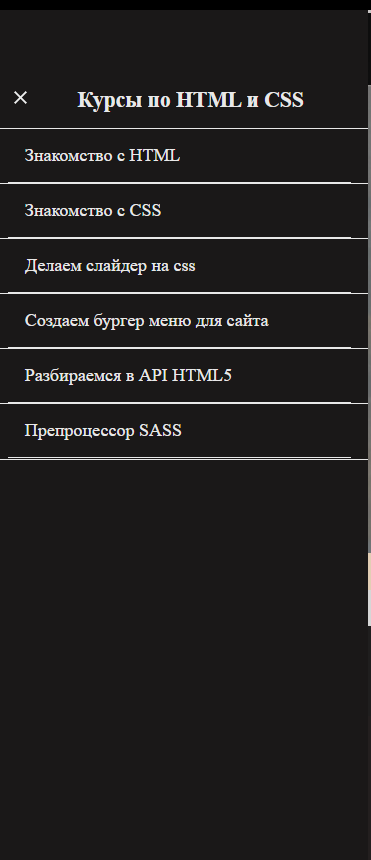 Курсы по HTML и CSS
Знакомство с HTML
Знакомство с CSS
Делаем слайдер на css
Создаем бургер меню для сайта
Разбираемся в API HTML5
Препроцессор SASS